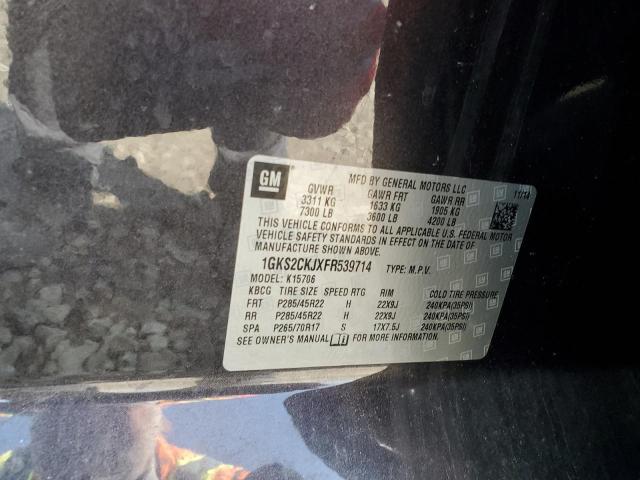 GM
MFD BY GENERAL MOTORS LLC
11/14
GVWR GAWR FRT GAWR RR
3311 KG 1633 KG 1905 KG
7300 LB 3600 LB 4200 LB
THIS VEHICLE CONFORMS TO ALL APPLICABLE U.S. FEDERAL MOTOR
VEHICLE SAFETY STANDARDS IN EFFECT ON THE DATE OF
MANUFACTURE SHOWN ABOVE.
1GKS2CKJXFR539714 TYPE: M.P.V.
MODEL: K15706
KBCG TIRE SIZE SPEED RTG RIM COLD TIRE PRESSURE
FRT P285/45R22 H 22X9J 240KPA(35PSI)
RR P285/45R22 H 22X9J 240KPA(35PSI)
SPA P265/70R17 S 17X7.5J 240KPA(35PSI)
SEE OWNER'S MANUAL FOR MORE INFORMATION.